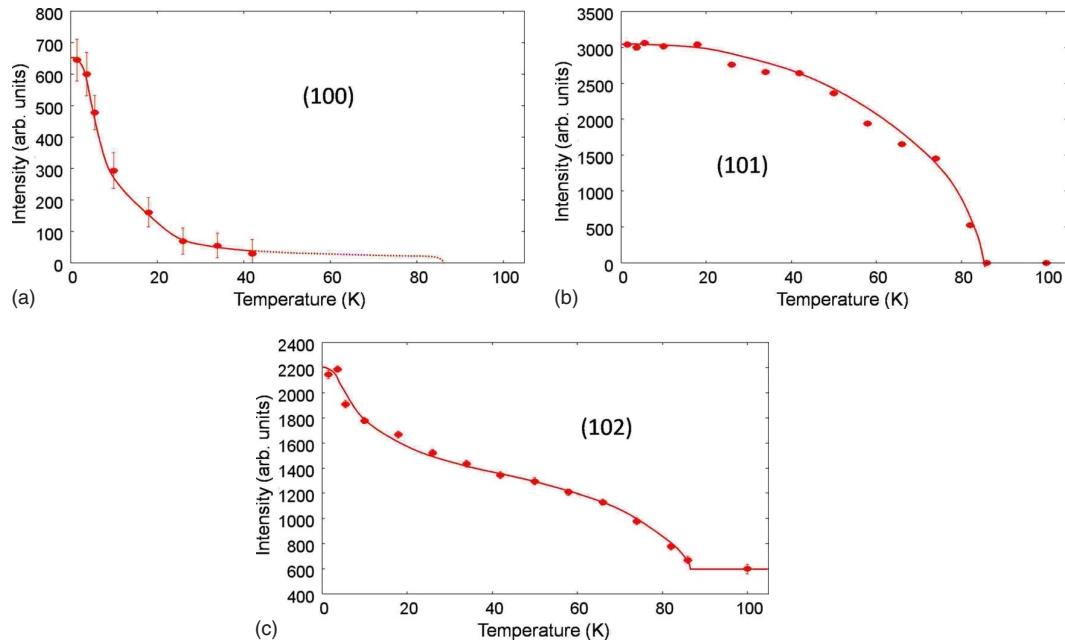 800
700
600
500
400
300
200
100
0
0 20 40 60 80 100
Intensity (arb. units)
Temperature (K)
(100)
(a)
3500
3000
2500
2000
1500
1000
500
0
0 20 40 60 80 100
Intensity (arb. units)
Temperature (K)
(101)
(b)
2400
2200
2000
1800
1600
1400
1200
1000
800
600
400
0 20 40 60 80 100
Intensity (arb. units)
Temperature (K)
(102)
(c)